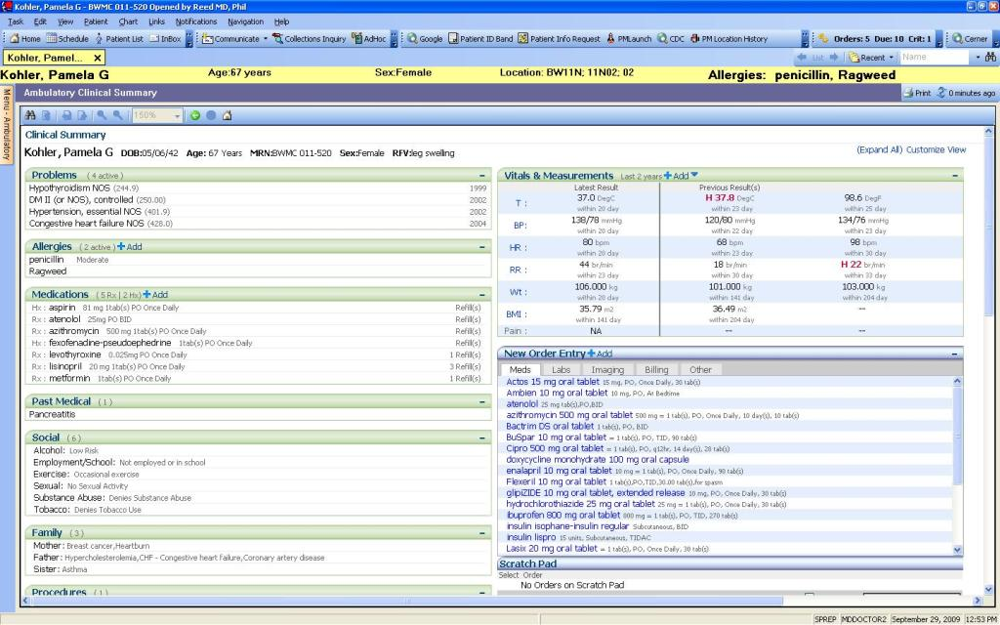 Kohler, Pamela G - BWMC 011-520 Opened by Reed MD, Phil
Task Edit View Patient Chart Links Notifications Navigation Help
Home Schedule Patient List InBox Communicate Collections Inquiry AdHoc Google Patient ID Band Patient Info Request PMLaunch CDC PM Location History Orders: 5 Due: 10 Crit: 1 Cerner
Kohler, Pamel... List Recent Name
Kohler, Pamela G Age:67 years Sex:Female Location: BW11N; 11N02; 02 Allergies: penicillin, Ragweed
Menu - Ambulatory
Ambulatory Clinical Summary Print 0 minutes ago
150%
Clinical Summary
Kohler, Pamela G DOB:05/06/42 Age: 67 Years MRN:BWMC 011-520 Sex:Female RFV:leg swelling (Expand All) Customize View
Problems ( 4 active )
Hypothyroidism NOS (244.9) 1999
DM II (or NOS), controlled (250.00) 2002
Hypertension, essential NOS (401.9) 2002
Congestive heart failure NOS (428.0) 2004
Allergies ( 2 active ) Add
penicillin Moderate
Ragweed
Medications ( 5 Rx | 2 Hx) Add
Hx : aspirin 81 mg 1tab(s) PO Once Daily Refill(s)
Rx : atenolol 25mg PO BID Refill(s)
Rx : azithromycin 500 mg 1tab(s) PO Once Daily Refill(s)
Hx : fexofenadine-pseudoephedrine 1tab(s) PO Once Daily Refill(s)
Rx : levothyroxine 0.025mg PO Once Daily 1 Refill(s)
Rx : lisinopril 20 mg 1tab(s) PO Once Daily 3 Refill(s)
Rx : metformin 1tab(s) PO Once Daily 1 Refill(s)
Past Medical ( 1 )
Pancreatitis
Social ( 6 )
Alcohol: Low Risk
Employment/School: Not employed or in school
Exercise: Occasional exercise
Sexual: No Sexual Activity
Substance Abuse: Denies Substance Abuse
Tobacco: Denies Tobacco Use
Family ( 3 )
Mother: Breast cancer,Heartburn
Father: Hypercholesterolemia,CHF - Congestive heart failure,Coronary artery disease
Sister: Asthma
Procedures ( 1 )
Vitals & Measurements Last 2 years Add
Latest Result Previous Result(s)
T : 37.0 DegC H 37.8 DegC 98.6 DegF
within 20 day within 23 day within 25 day
BP: 138/78 mmHg 120/80 mmHg 134/76 mmHg
within 20 day within 22 day within 23 day
HR : 80 bpm 68 bpm 98 bpm
within 20 day within 23 day within 30 day
RR : 44 br/min 18 br/min H 22 br/min
within 23 day within 30 day within 33 day
Wt : 106.000 kg 101.000 kg 103.000 kg
within 20 day within 141 day within 204 day
BMI : 35.79 m2 36.49 m2 --
within 141 day within 204 day
Pain : NA -- --
New Order Entry Add
Meds Labs Imaging Billing Other
Actos 15 mg oral tablet 15 mg, PO, Once Daily, 30 tab(s)
Ambien 10 mg oral tablet 10 mg, PO, At Bedtime
atenolol 25 mg tab(s),PO,BID
azithromycin 500 mg oral tablet 500 mg = 1 tab(s), PO, Once Daily, 10 day(s), 10 tab(s)
Bactrim DS oral tablet 1 tab(s), PO, BID
BuSpar 10 mg oral tablet = 1 tab(s), PO, TID, 90 tab(s)
Cipro 500 mg oral tablet = 1 tab(s), PO, q12hr, 14 day(s), 28 tab(s)
doxycycline monohydrate 100 mg oral capsule
enalapril 10 mg oral tablet 10 mg = 1 tab(s), PO, Once Daily, 90 tab(s)
Flexeril 10 mg oral tablet 1 tab(s),PO,TID,30.00 tab(s),for spasm
glipiZIDE 10 mg oral tablet, extended release 10 mg, PO, Once Daily, 30 tab(s)
hydrochlorothiazide 25 mg oral tablet 25 mg = 1 tab(s), PO, Once Daily, 30 tab(s)
ibuprofen 800 mg oral tablet 800 mg = 1 tab(s), PO, TID, 270 tab(s)
insulin isophane-insulin regular Subcutaneous, BID
insulin lispro 15 units, Subcutaneous, TIDAC
Lasix 20 mg oral tablet = 1 tab(s), PO, Once Daily, 30 tab(s)
Scratch Pad
Select Order
No Orders on Scratch Pad
SPREP MDDOCTOR2 September 29, 2009 12:53 PM